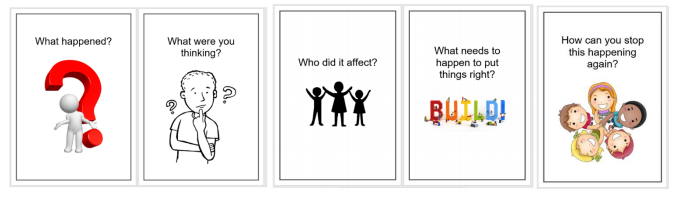 What happened?
What were you
thinking?
Who did it affect?
What needs to
happen to put
things right?
BUILD!
How can you stop
this happening
again?